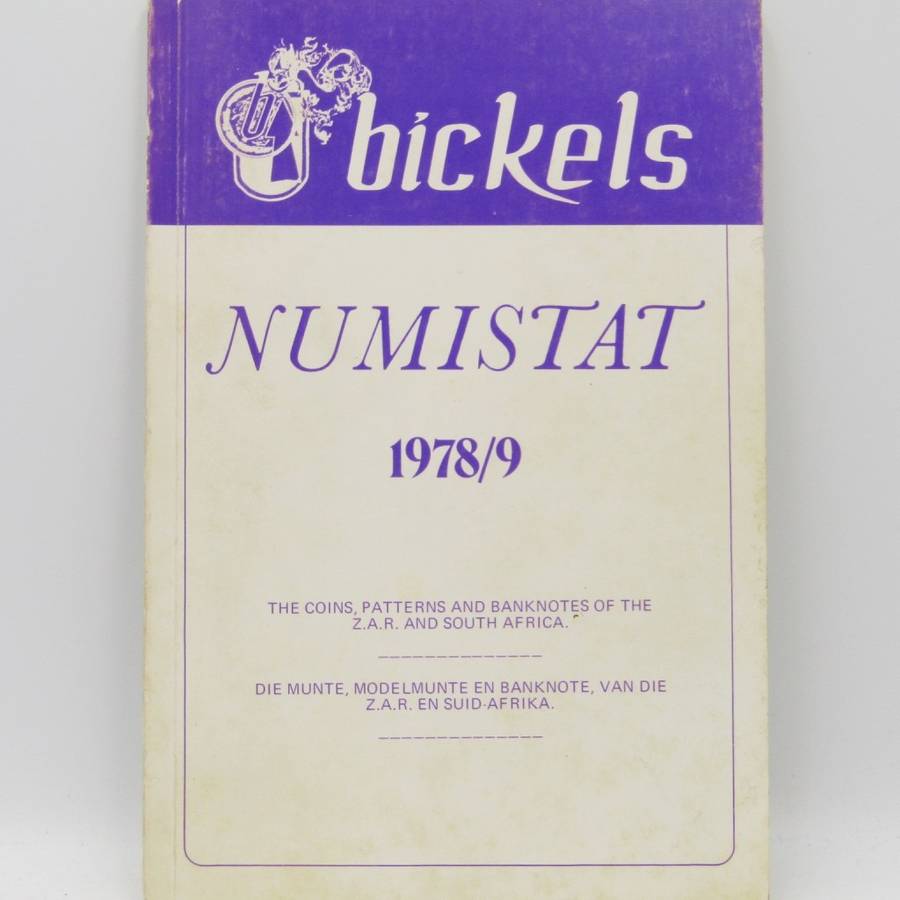 b
bickels
NUMISTAT
1978/9
THE COINS, PATTERNS AND BANKNOTES OF THE
Z.A.R. AND SOUTH AFRICA.
DIE MUNTE, MODELMUNTE EN BANKNOTE, VAN DIE
Z.A.R. EN SUID-AFRIKA.